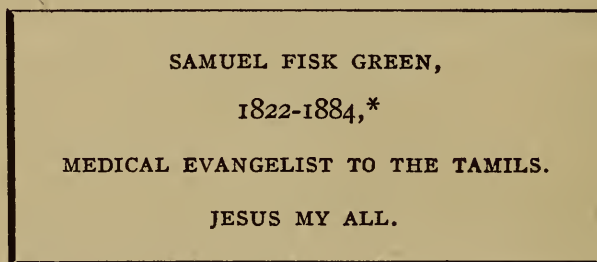 SAMUEL FISK GREEN,
1822-1884,*
MEDICAL EVANGELIST TO THE TAMILS.
JESUS MY ALL.